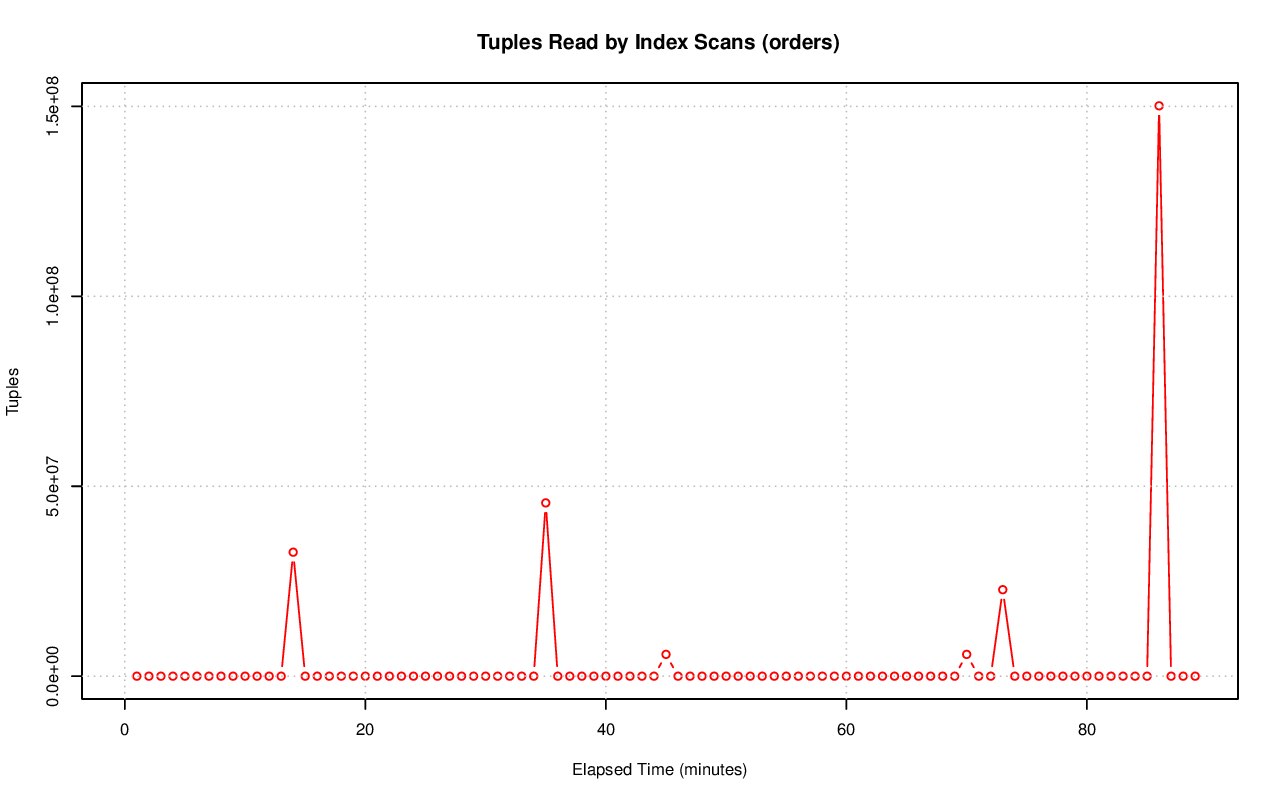 Tuples Read by Index Scans (orders)
Tuples
1.5e+08
1.0e+08
5.0e+07
0.0e+00
0 20 40 60 80
Elapsed Time (minutes)